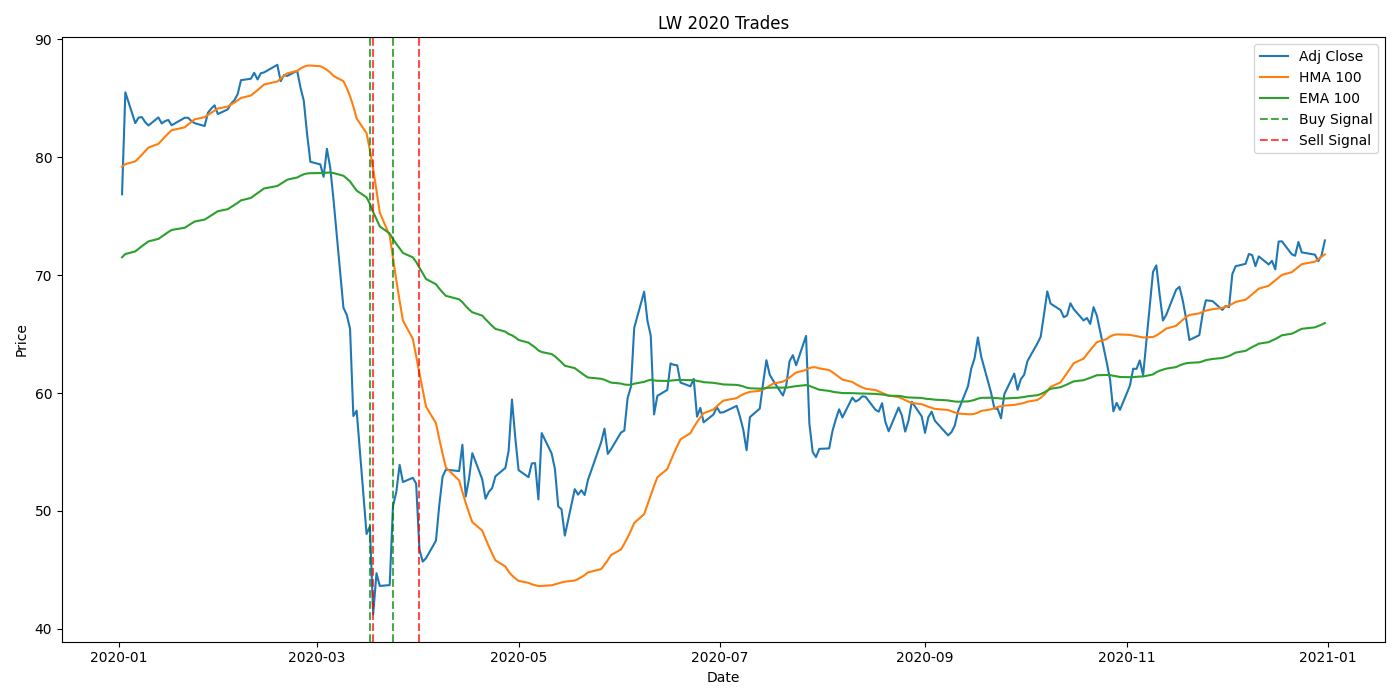 LW 2020 Trades
Price
90
80
70
60
50
40
Adj Close
HMA 100
EMA 100
Buy Signal
Sell Signal
2020-01
2020-03
2020-05
2020-07
2020-09
2020-11
2021-01
Date